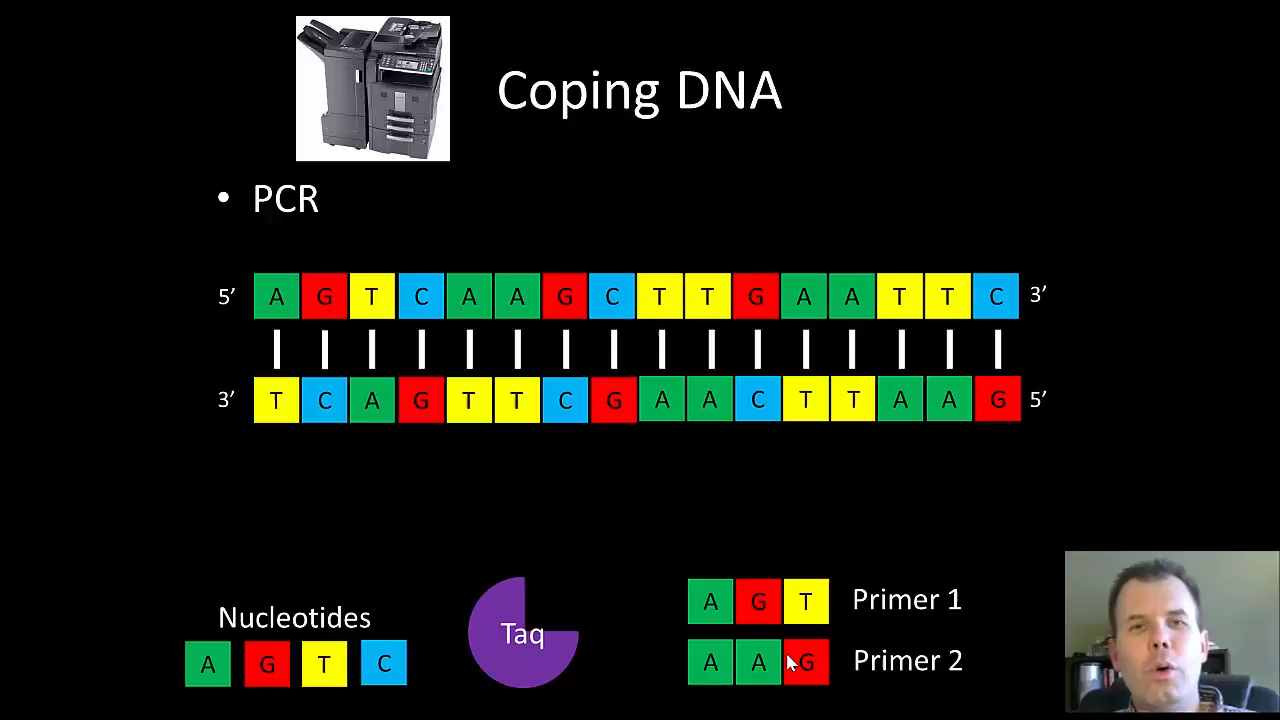 Coping DNA
• PCR
5′ A G T C A A G C T T G A A T T C 3′
3′ T C A G T T C G A A C T T A A G 5′
Nucleotides
A G T C
Taq
A G T Primer 1
A A G Primer 2